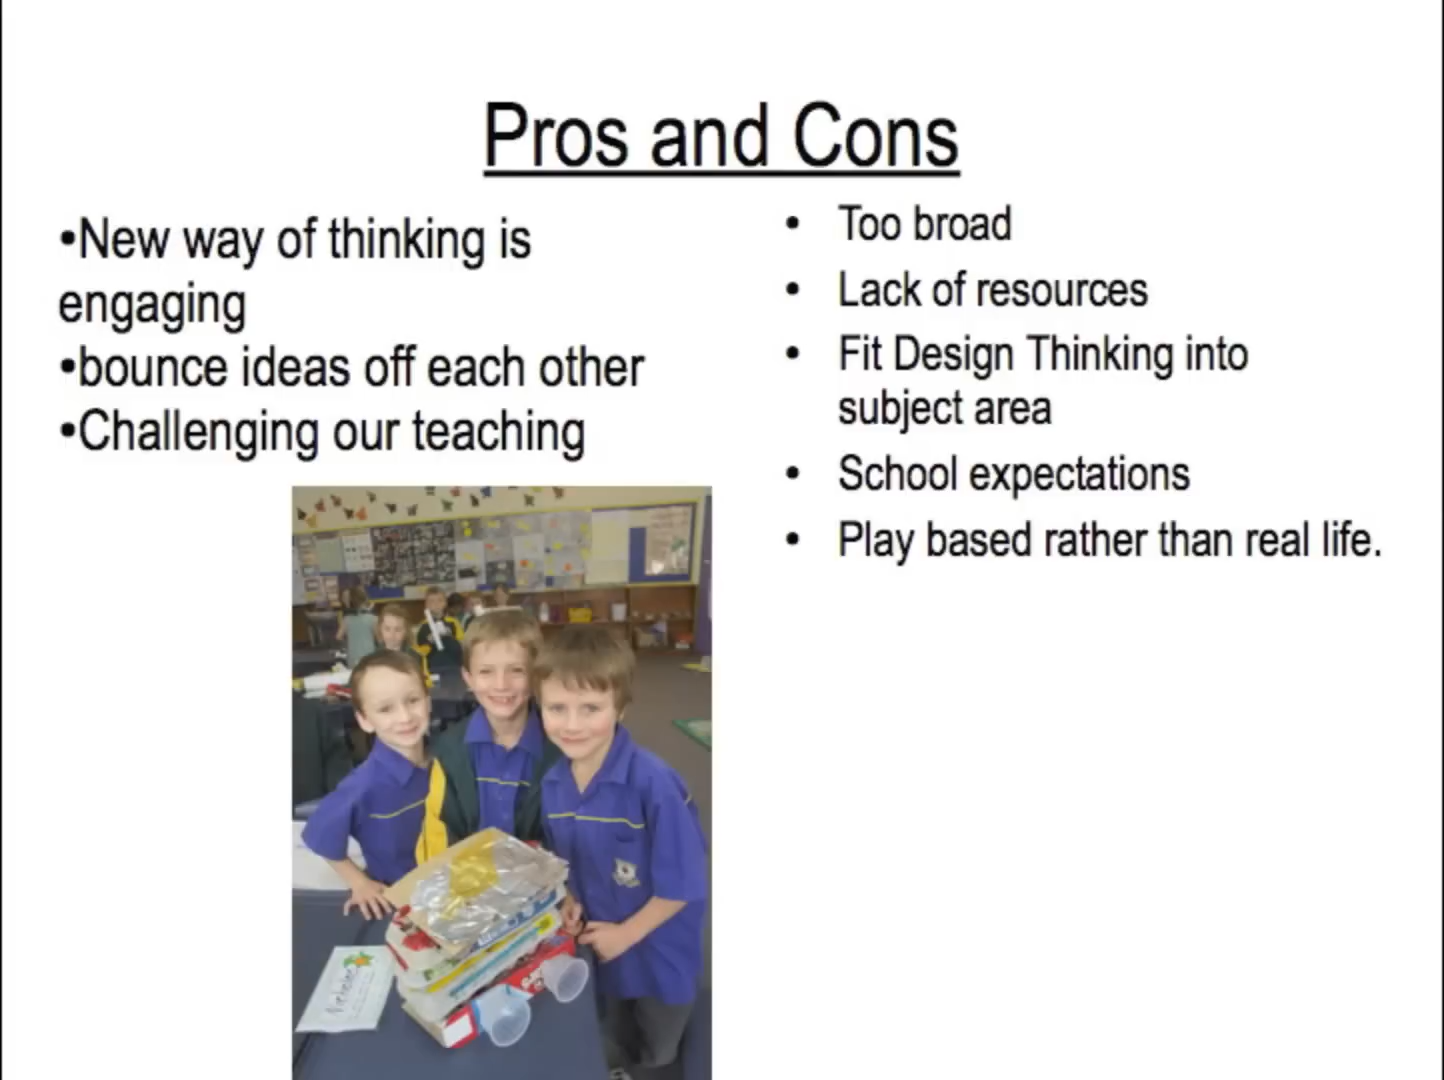 Pros and Cons
•New way of thinking is
engaging
•bounce ideas off each other
•Challenging our teaching
• Too broad
• Lack of resources
• Fit Design Thinking into
subject area
• School expectations
• Play based rather than real life.